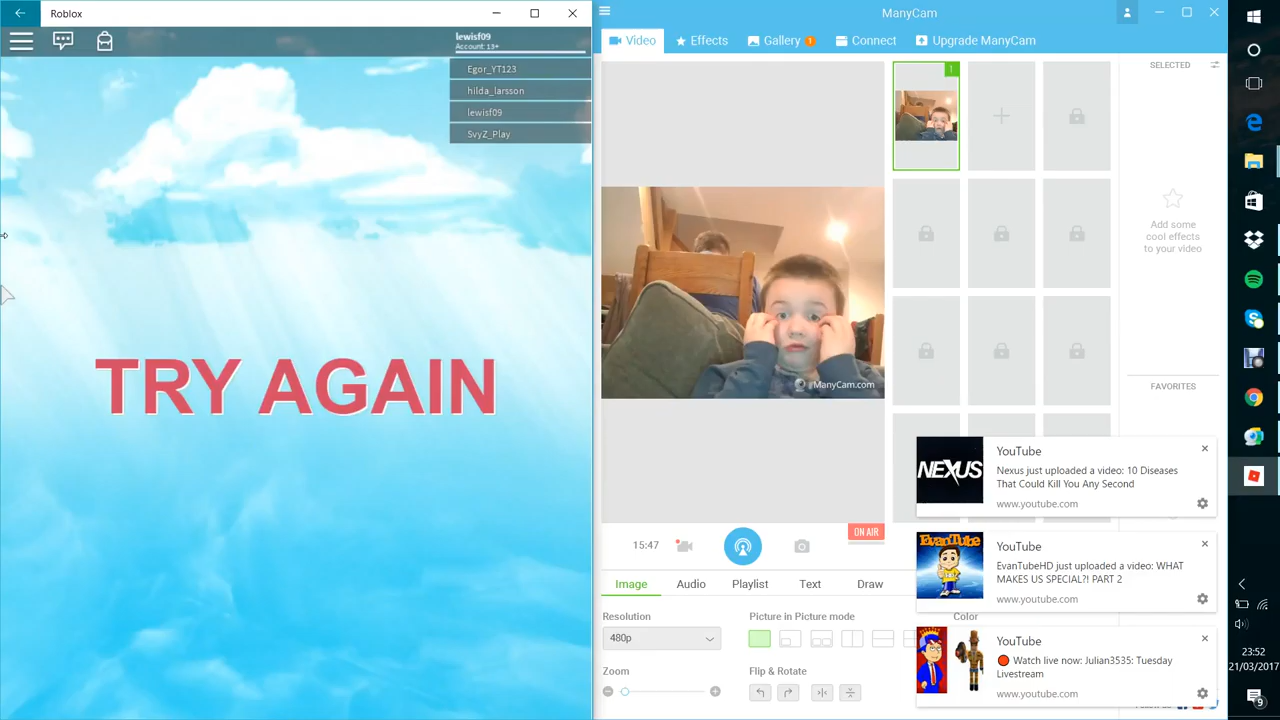 Roblox
lewisf09
Account: 13+
Egor_YT123
hilda_larsson
lewisf09
SvyZ_Play
TRY AGAIN
ManyCam
Video
Effects
Gallery
1
Connect
Upgrade ManyCam
1
SELECTED
Add some
cool effects
to your video
FAVORITES
ManyCam.com
15:47
ON AIR
Image
Audio
Playlist
Text
Draw
Resolution
480p
Zoom
Picture in Picture mode
Flip & Rotate
Color
NEXUS
YouTube
Nexus just uploaded a video: 10 Diseases
That Could Kill You Any Second
www.youtube.com
EVANTUBE
YouTube
EvanTubeHD just uploaded a video: WHAT
MAKES US SPECIAL?! PART 2
www.youtube.com
YouTube
Watch live now: Julian3535: Tuesday
Livestream
www.youtube.com
23:52
21/03/2017
9